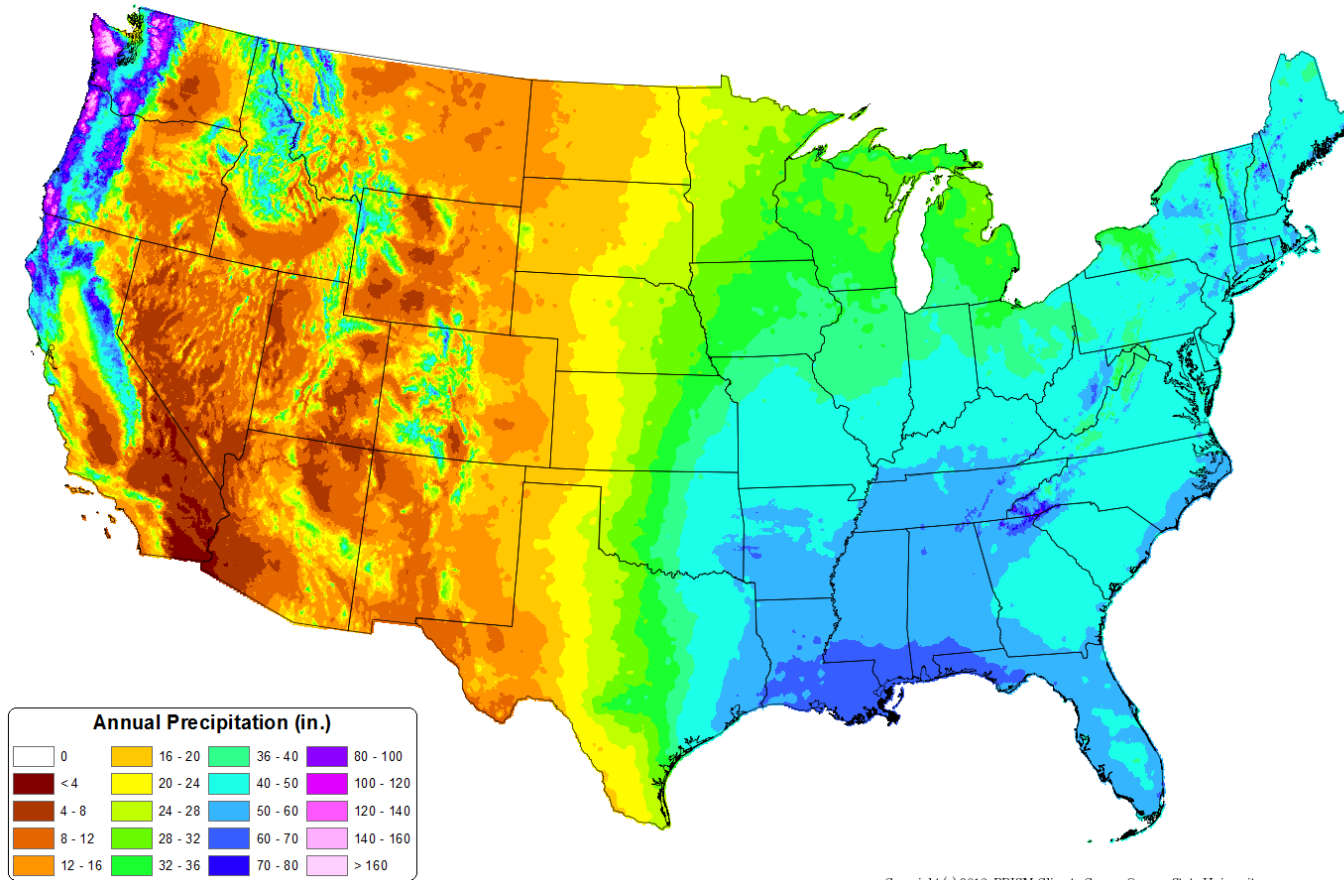 Annual Precipitation (in.)
0 16 - 20 36 - 40 80 - 100
< 4 20 - 24 40 - 50 100 - 120
4 - 8 24 - 28 50 - 60 120 - 140
8 - 12 28 - 32 60 - 70 140 - 160
12 - 16 32 - 36 70 - 80 > 160